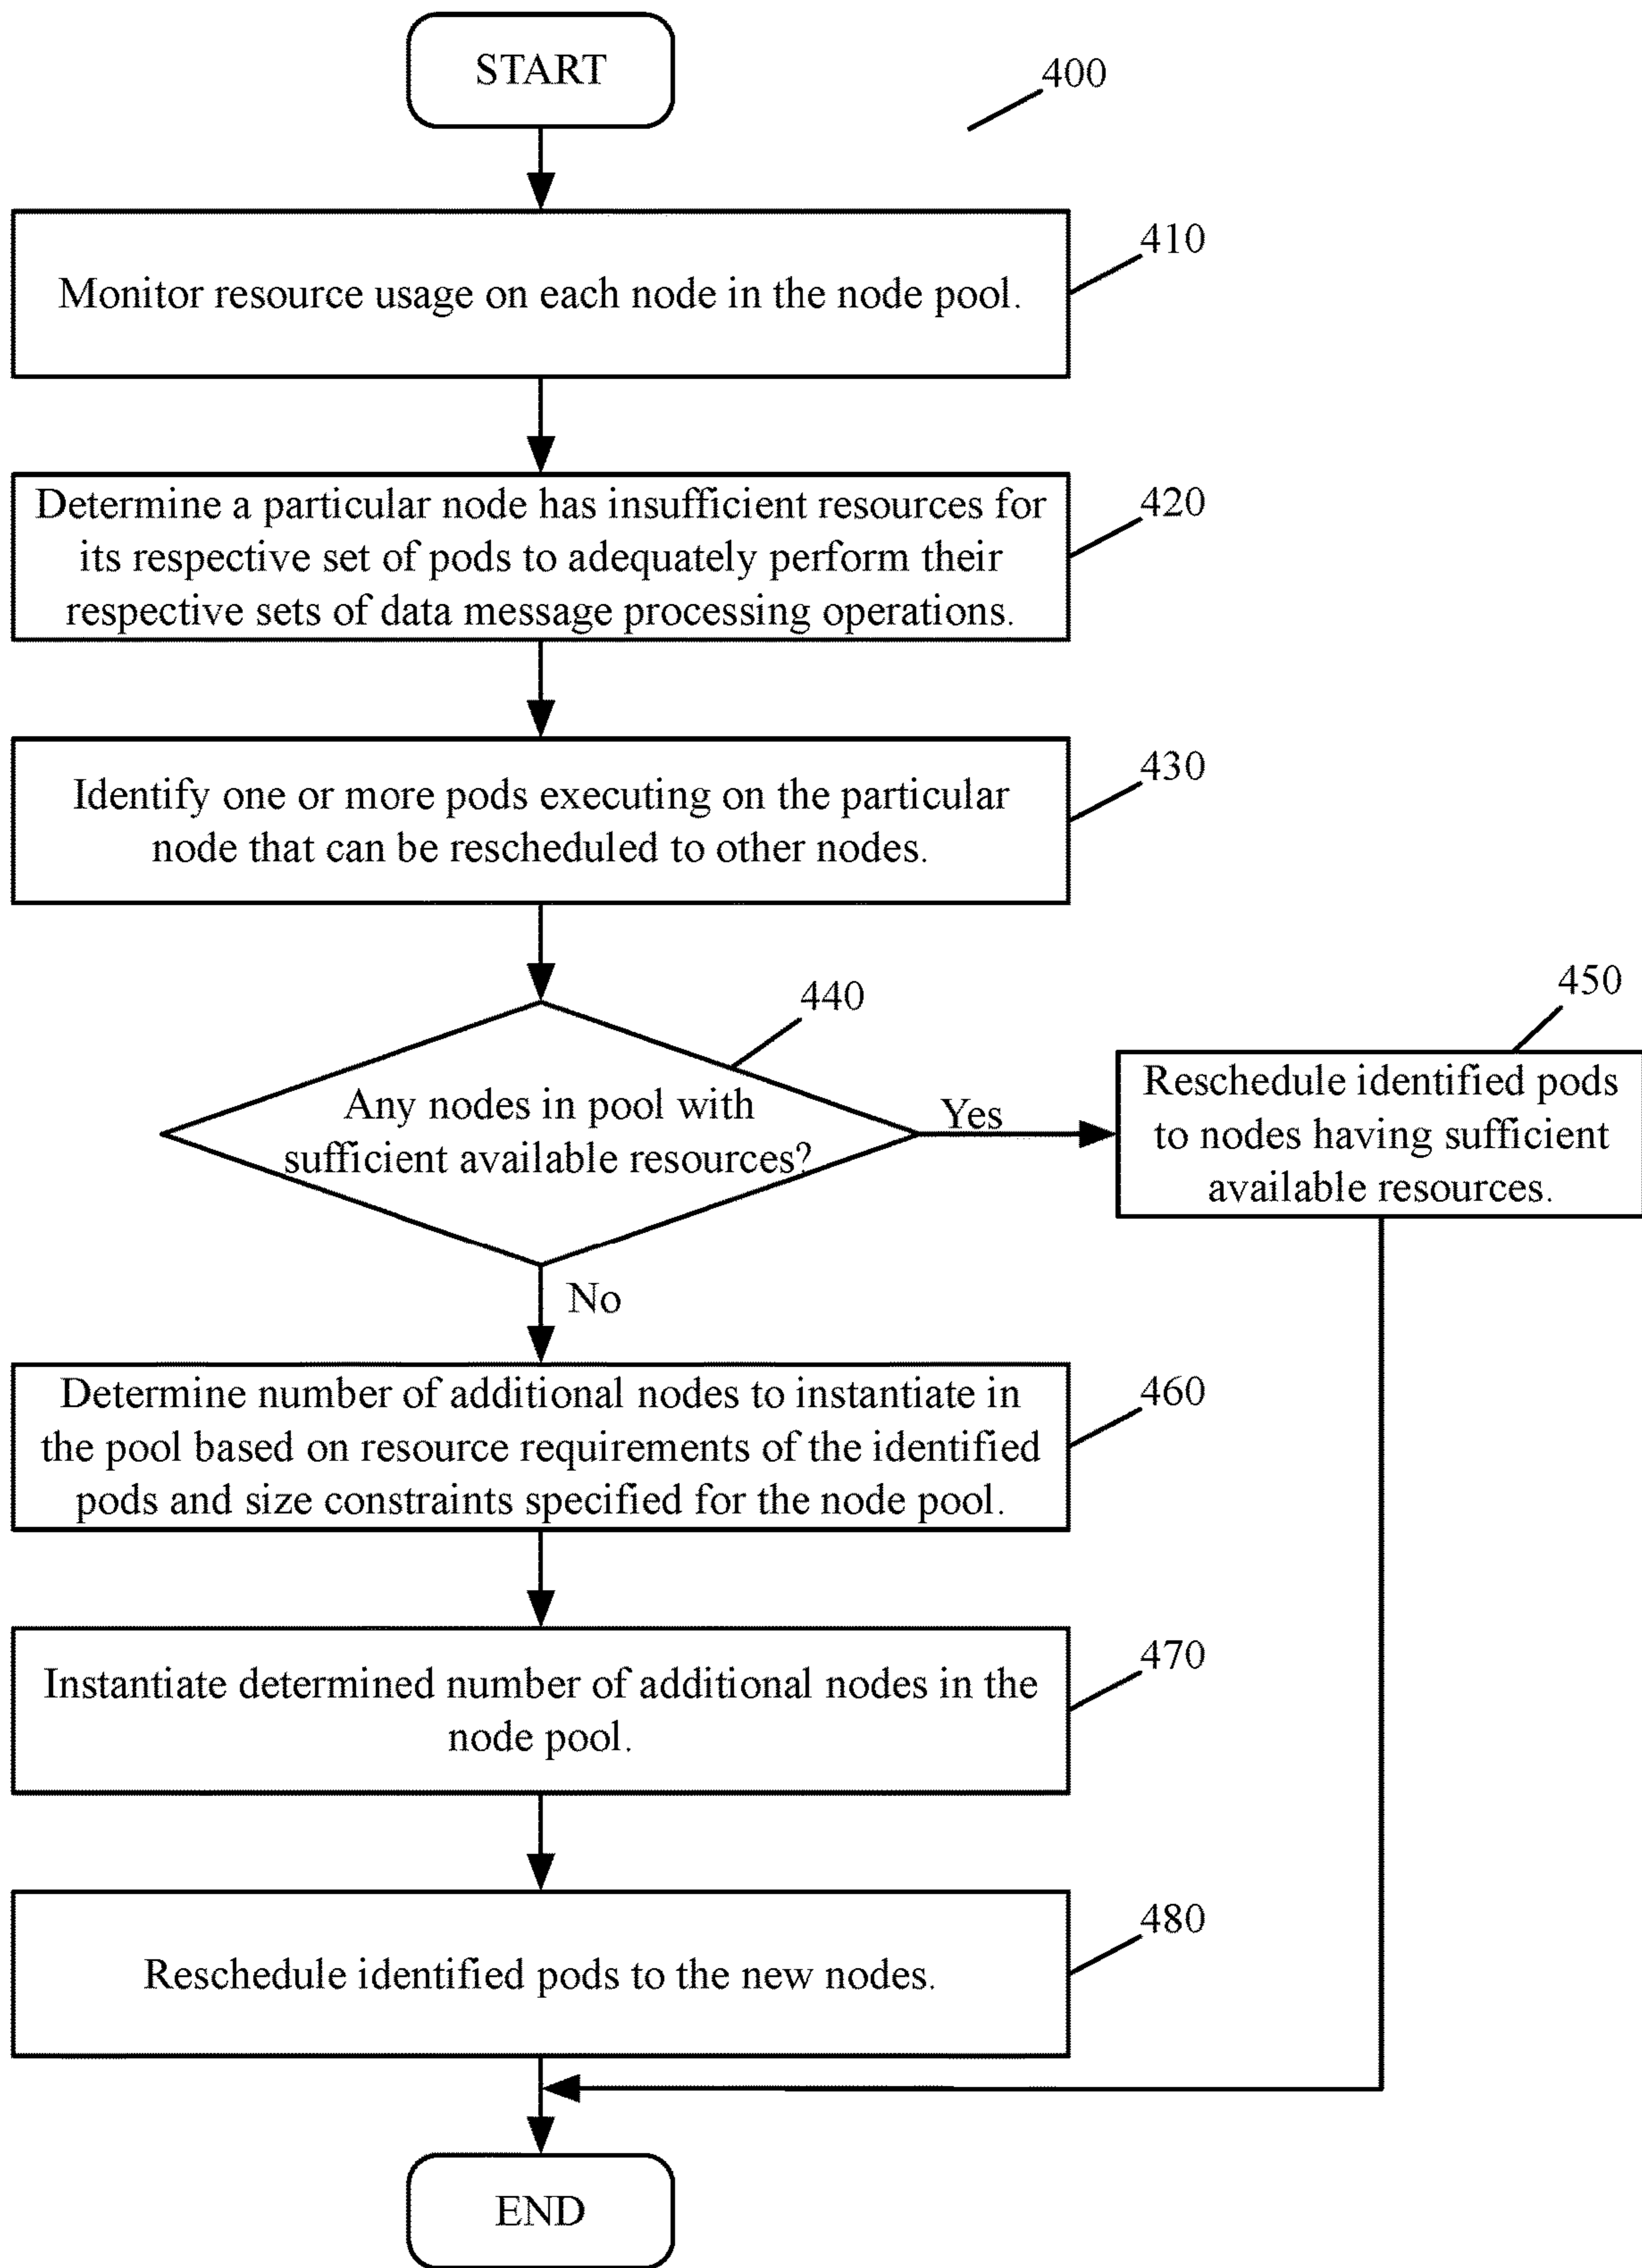 START
400
410
Monitor resource usage on each node in the node pool.
420
Determine a particular node has insufficient resources for
its respective set of pods to adequately perform their
respective sets of data message processing operations.
430
Identify one or more pods executing on the particular
node that can be rescheduled to other nodes.
440
Any nodes in pool with
sufficient available resources?
Yes
450
Reschedule identified pods
to nodes having sufficient
available resources.
No
460
Determine number of additional nodes to instantiate in
the pool based on resource requirements of the identified
pods and size constraints specified for the node pool.
470
Instantiate determined number of additional nodes in the
node pool.
480
Reschedule identified pods to the new nodes.
END